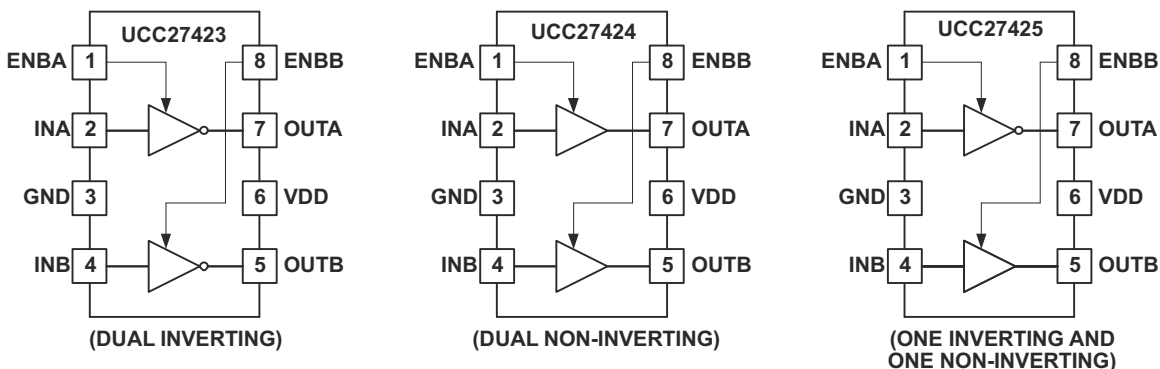 UCC27423
ENBA 1 8 ENBB
INA 2 7 OUTA
GND 3 6 VDD
INB 4 5 OUTB
(DUAL INVERTING)
UCC27424
ENBA 1 8 ENBB
INA 2 7 OUTA
GND 3 6 VDD
INB 4 5 OUTB
(DUAL NON-INVERTING)
UCC27425
ENBA 1 8 ENBB
INA 2 7 OUTA
GND 3 6 VDD
INB 4 5 OUTB
(ONE INVERTING AND
ONE NON-INVERTING)